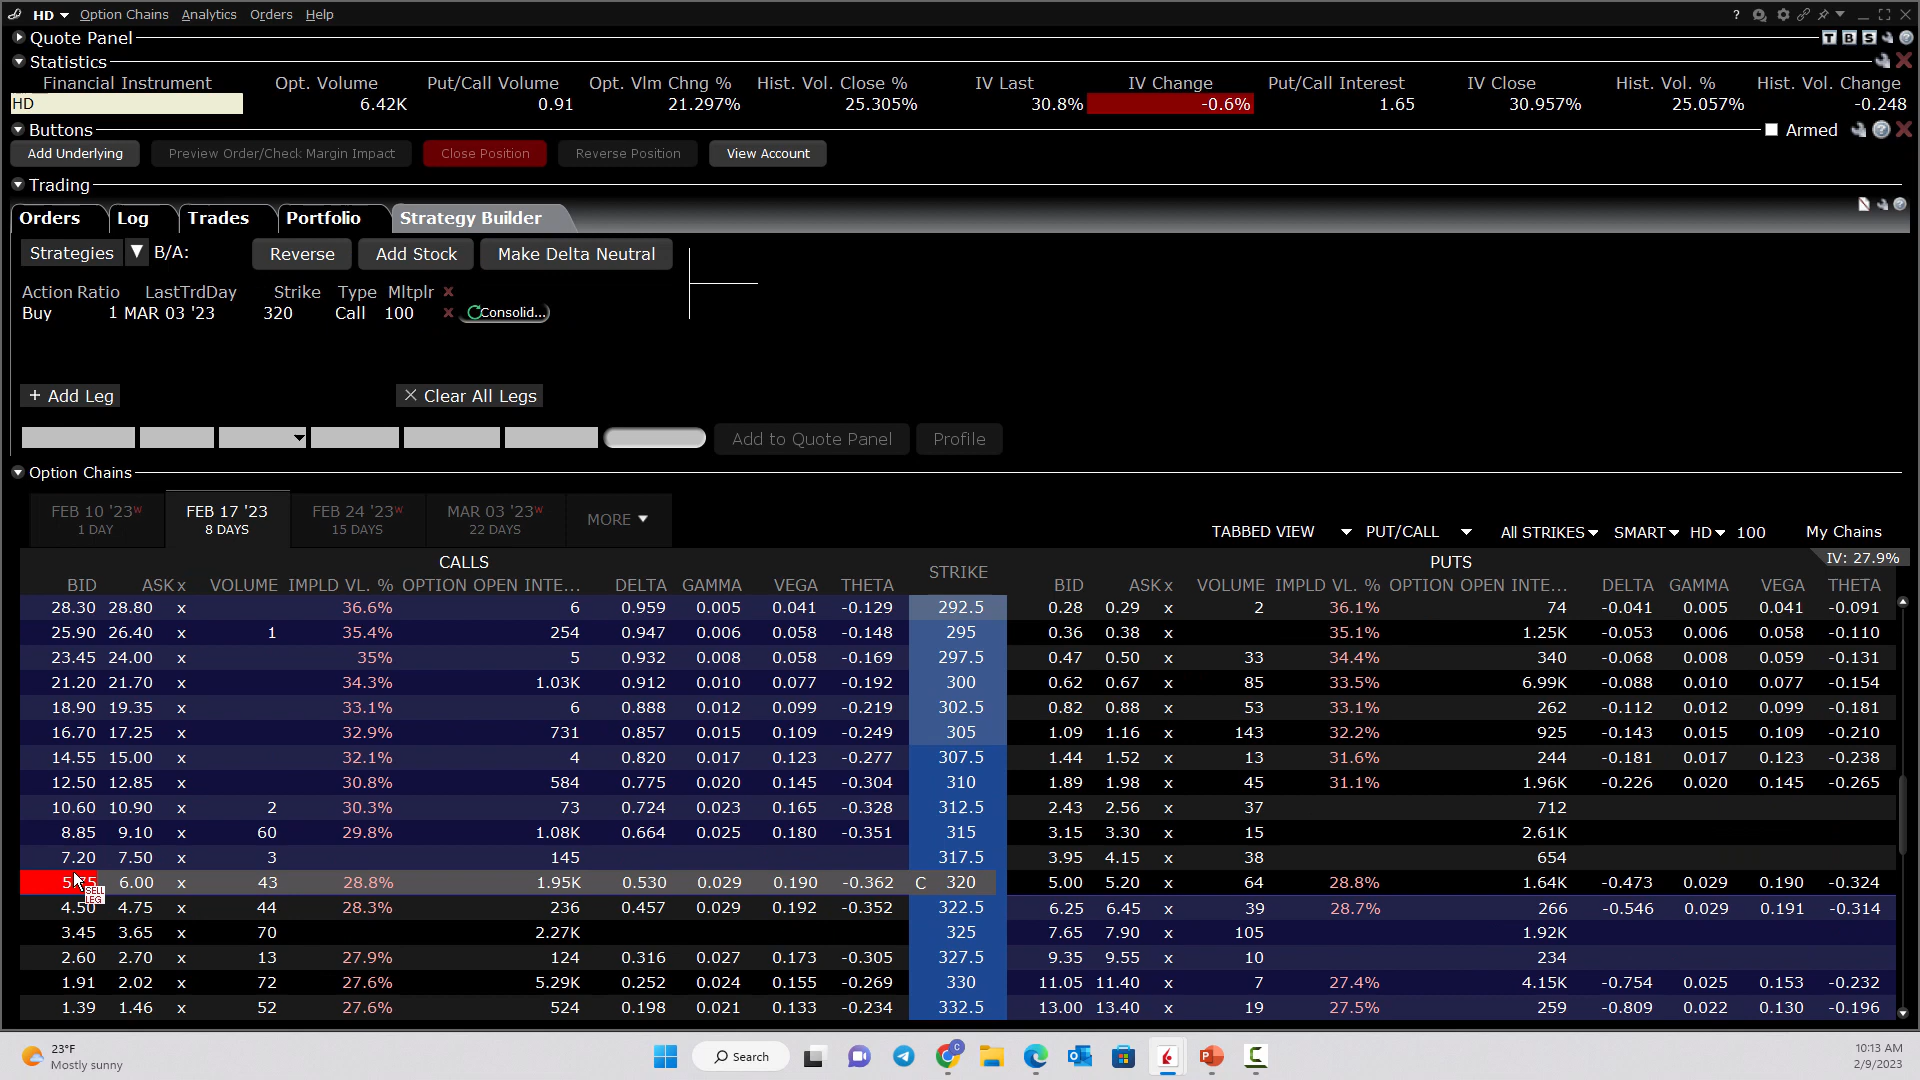 HD Option Chains Analytics Orders Help ?
Quote Panel T B S ?
Statistics
Financial Instrument Opt. Volume Put/Call Volume Opt. Vlm Chng % Hist. Vol. Close % IV Last IV Change Put/Call Interest IV Close Hist. Vol. % Hist. Vol. Change
HD 6.42K 0.91 21.297% 25.305% 30.8% -0.6% 1.65 30.957% 25.057% -0.248
Buttons Armed
Add Underlying Preview Order/Check Margin Impact Close Position Reverse Position View Account
Trading
Orders Log Trades Portfolio Strategy Builder
Strategies B/A: Reverse Add Stock Make Delta Neutral
Action Ratio LastTrdDay Strike Type Mltplr x
Buy 1 MAR 03 '23 320 Call 100 x Consolid...
+ Add Leg × Clear All Legs
Add to Quote Panel Profile
Option Chains
FEB 10 '23W FEB 17 '23 FEB 24 '23W MAR 03 '23W MORE
1 DAY 8 DAYS 15 DAYS 22 DAYS
TABBED VIEW PUT/CALL All STRIKES SMART HD 100 My Chains
IV: 27.9%
CALLS STRIKE PUTS
BID ASK x VOLUME IMPLD VL. % OPTION OPEN INTE... DELTA GAMMA VEGA THETA BID ASK x VOLUME IMPLD VL. % OPTION OPEN INTE... DELTA GAMMA VEGA THETA
28.30 28.80 x 36.6% 6 0.959 0.005 0.041 -0.129 292.5 0.28 0.29 x 2 36.1% 74 -0.041 0.005 0.041 -0.091
25.90 26.40 x 1 35.4% 254 0.947 0.006 0.058 -0.148 295 0.36 0.38 x 35.1% 1.25K -0.053 0.006 0.058 -0.110
23.45 24.00 x 35% 5 0.932 0.008 0.058 -0.169 297.5 0.47 0.50 x 33 34.4% 340 -0.068 0.008 0.059 -0.131
21.20 21.70 x 34.3% 1.03K 0.912 0.010 0.077 -0.192 300 0.62 0.67 x 85 33.5% 6.99K -0.088 0.010 0.077 -0.154
18.90 19.35 x 33.1% 6 0.888 0.012 0.099 -0.219 302.5 0.82 0.88 x 53 33.1% 262 -0.112 0.012 0.099 -0.181
16.70 17.25 x 32.9% 731 0.857 0.015 0.109 -0.249 305 1.09 1.16 x 143 32.2% 925 -0.143 0.015 0.109 -0.210
14.55 15.00 x 32.1% 4 0.820 0.017 0.123 -0.277 307.5 1.44 1.52 x 13 31.6% 244 -0.181 0.017 0.123 -0.238
12.50 12.85 x 30.8% 584 0.775 0.020 0.145 -0.304 310 1.89 1.98 x 45 31.1% 1.96K -0.226 0.020 0.145 -0.265
10.60 10.90 x 2 30.3% 73 0.724 0.023 0.165 -0.328 312.5 2.43 2.56 x 37 712
8.85 9.10 x 60 29.8% 1.08K 0.664 0.025 0.180 -0.351 315 3.15 3.30 x 15 2.61K
7.20 7.50 x 3 145 317.5 3.95 4.15 x 38 654
6.00 x 43 28.8% 1.95K 0.530 0.029 0.190 -0.362 C 320 5.00 5.20 x 64 28.8% 1.64K -0.473 0.029 0.190 -0.324
SELL LEG
4.50 4.75 x 44 28.3% 236 0.457 0.029 0.192 -0.352 322.5 6.25 6.45 x 39 28.7% 266 -0.546 0.029 0.191 -0.314
3.45 3.65 x 70 2.27K 325 7.65 7.90 x 105 1.92K
2.60 2.70 x 13 27.9% 124 0.316 0.027 0.173 -0.305 327.5 9.35 9.55 x 10 234
1.91 2.02 x 72 27.6% 5.29K 0.252 0.024 0.155 -0.269 330 11.05 11.40 x 7 27.4% 4.15K -0.754 0.025 0.153 -0.232
1.39 1.46 x 52 27.6% 524 0.198 0.021 0.133 -0.234 332.5 13.00 13.40 x 19 27.5% 259 -0.809 0.022 0.130 -0.196
23°F
Mostly sunny
Search
10:13 AM
2/9/2023